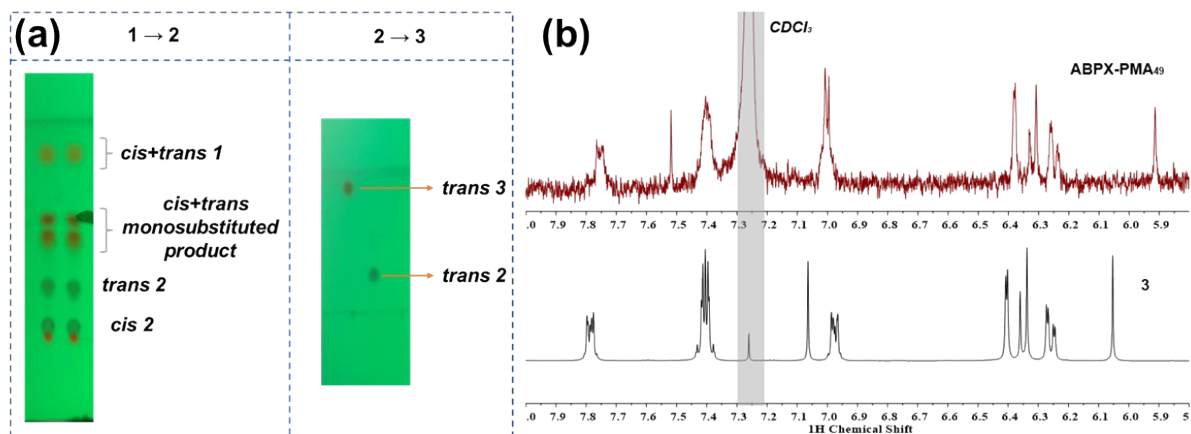 (a)
1 → 2
2 → 3
cis+trans 1
cis+trans
monosubstituted
product
trans 2
cis 2
trans 3
trans 2
(b)
CDCl₃
ABPX-PMA₄₉
.0 7.9 7.8 7.7 7.6 7.5 7.4 7.3 7.2 7.1 7.0 6.9 6.8 6.7 6.6 6.5 6.4 6.3 6.2 6.1 6.0 5.9
3
.0 7.9 7.8 7.7 7.6 7.5 7.4 7.3 7.2 7.1 7.0 6.9 6.8 6.7 6.6 6.5 6.4 6.3 6.2 6.1 6.0 5.9 5
1H Chemical Shift